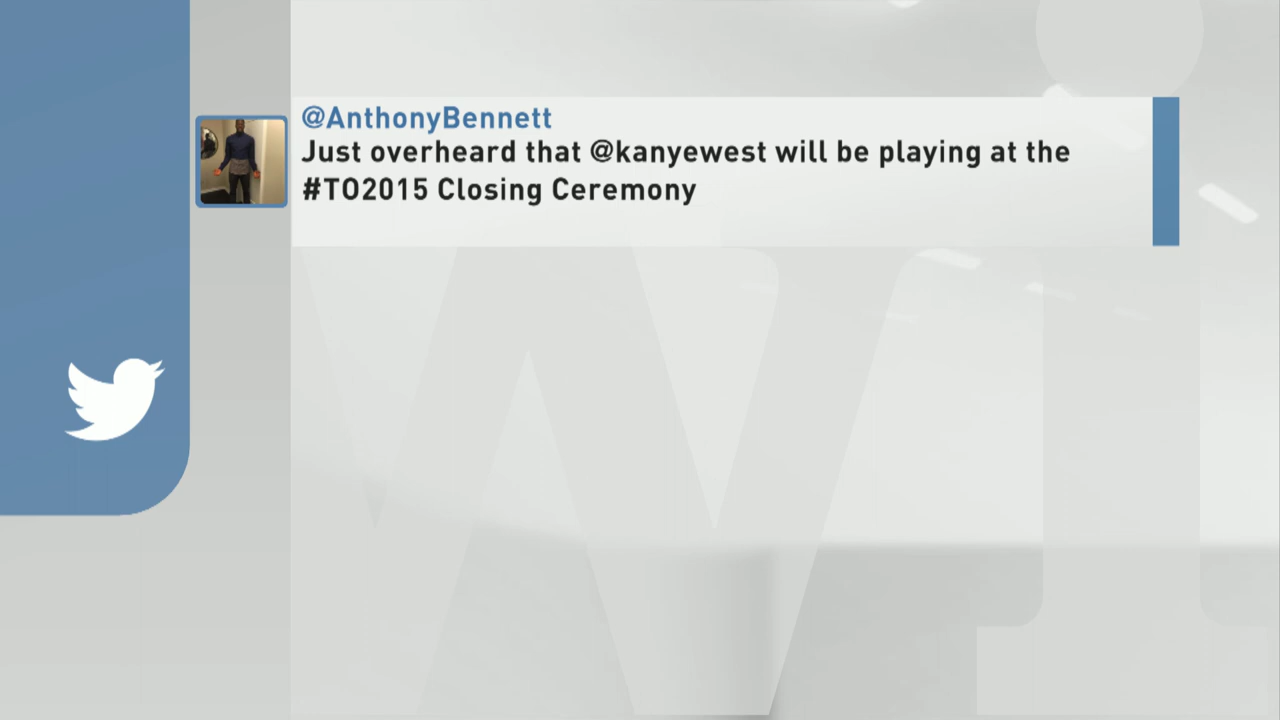 @AnthonyBennett
Just overheard that @kanyewest will be playing at the
#TO2015 Closing Ceremony